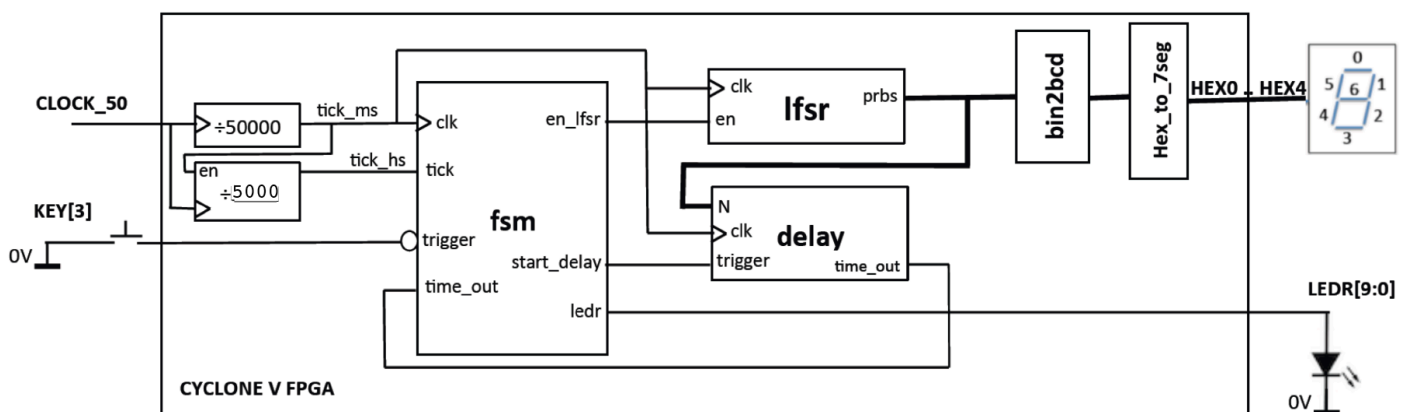 CLOCK_50
÷50000
tick_ms
en
÷5000
tick_hs
KEY[3]
0V
clk
tick
fsm
trigger
time_out
en_lfsr
start_delay
ledr
clk
en
lfsr
prbs
N
clk
delay
trigger
time_out
bin2bcd
Hex_to_7seg
HEX0 - HEX4
0
5
6
1
4
2
3
LEDR[9:0]
0V
CYCLONE V FPGA